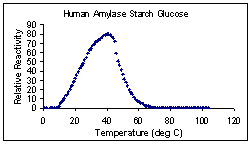 Human Amylase Starch Glucose
Relative Reactivity
90
80
70
60
50
40
30
20
10
0
0 20 40 60 80 100 120
Temperature (deg C)